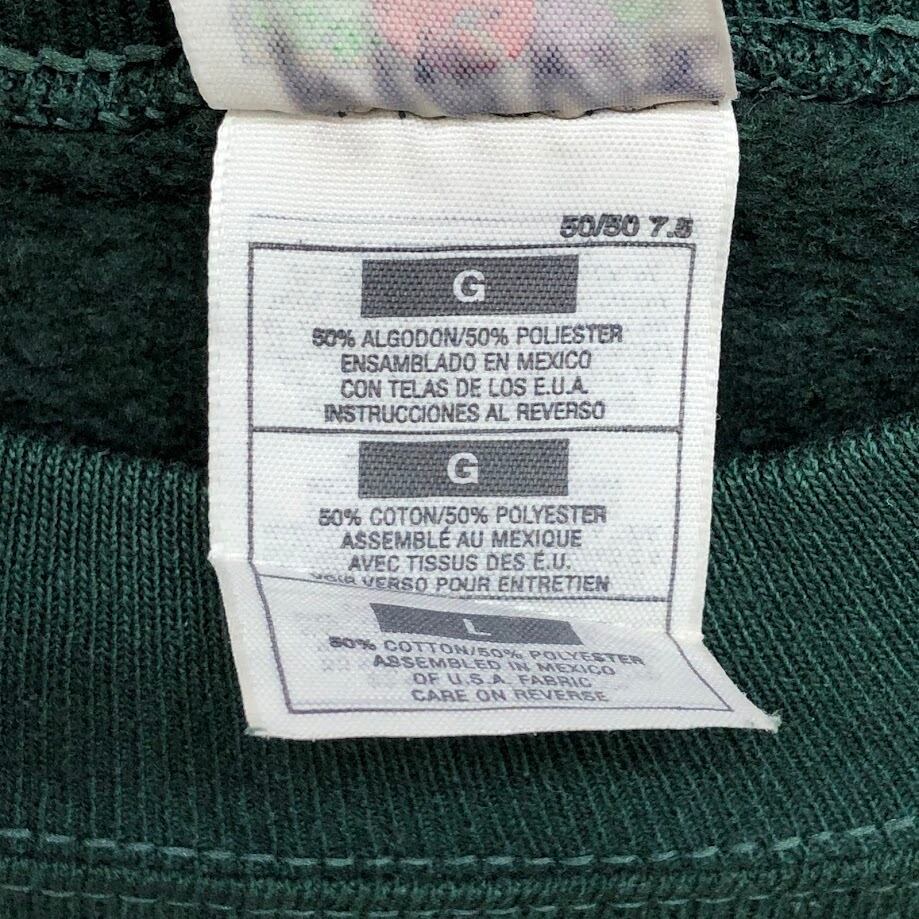 50/50 7.5
G
50% ALGODON/50% POLIESTER
ENSAMBLADO EN MEXICO
CON TELAS DE LOS E.U.A.
INSTRUCCIONES AL REVERSO
G
50% COTON/50% POLYESTER
ASSEMBLÉ AU MEXIQUE
AVEC TISSUS DES É.U.
VOIR VERSO POUR ENTRETIEN
L
50% COTTON/50% POLYESTER
ASSEMBLED IN MEXICO
OF U.S.A. FABRIC
CARE ON REVERSE